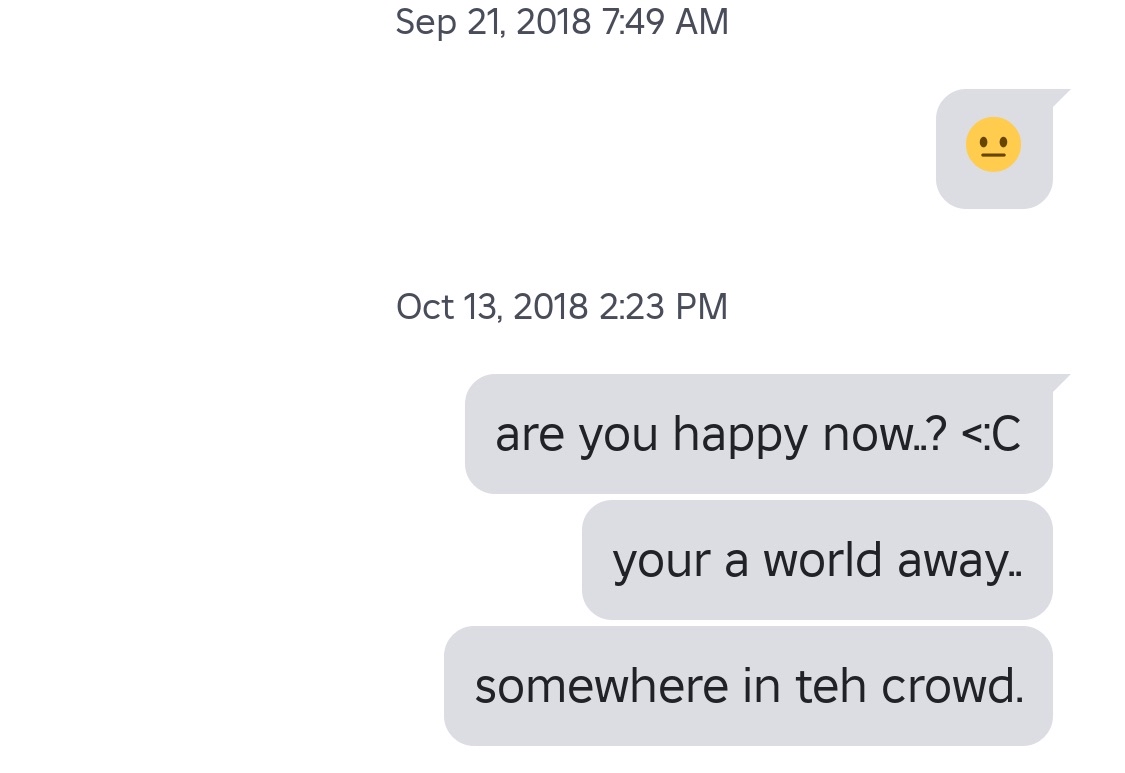 Sep 21, 2018 7:49 AM
😐
Oct 13, 2018 2:23 PM
are you happy now..? <:C
your a world away..
somewhere in teh crowd.